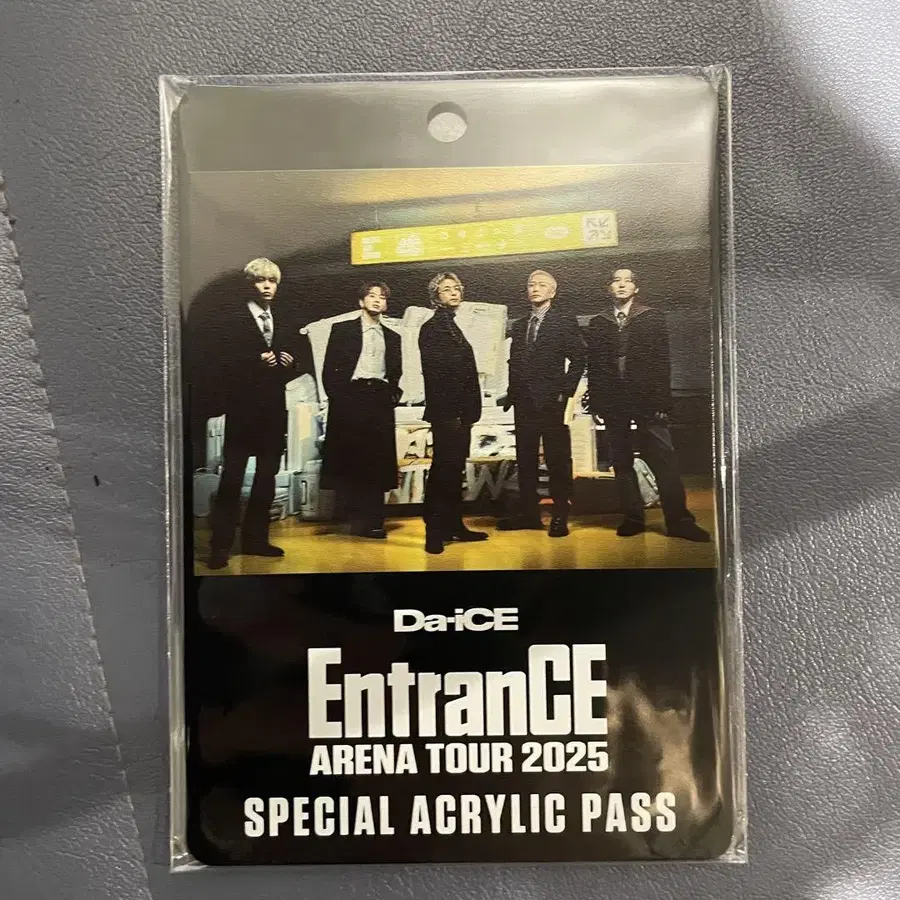 Da-iCE
EntranCE
ARENA TOUR 2025
SPECIAL ACRYLIC PASS